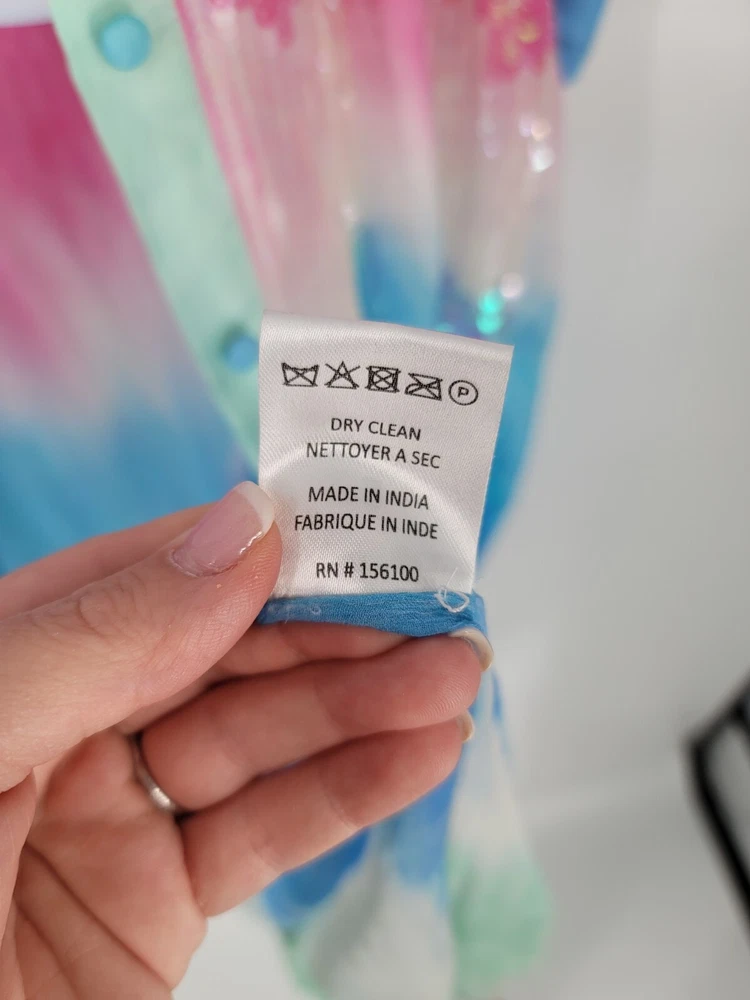 P
DRY CLEAN
NETTOYER A SEC
MADE IN INDIA
FABRIQUE IN INDE
RN # 156100